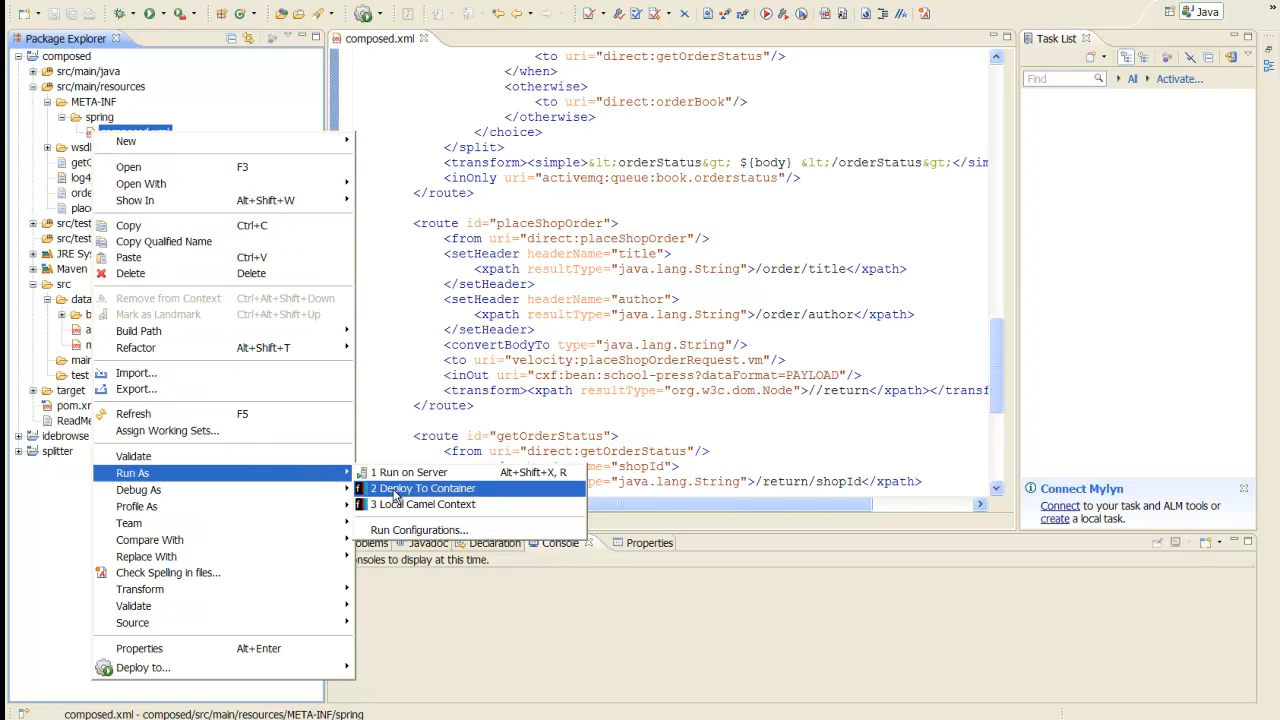 Java
Package Explorer
composed
src/main/java
src/main/resources
META-INF
spring
composed.xml
wsdl
log4
src/test
src/test
JRE Sys
Maven
src
data
main
test
target
pom.xm
ReadMe
idebrowse
splitter
New
Open F3
Open With
Show In Alt+Shift+W
Copy Ctrl+C
Copy Qualified Name
Paste Ctrl+V
Delete Delete
Remove from Context Ctrl+Alt+Shift+Down
Mark as Landmark Ctrl+Alt+Shift+Up
Build Path
Refactor Alt+Shift+T
Import...
Export...
Refresh F5
Assign Working Sets...
Validate
Run As
Debug As
Profile As
Team
Compare With
Replace With
Check Spelling in files...
Transform
Validate
Source
Properties Alt+Enter
Deploy to...
1 Run on Server Alt+Shift+X, R
2 Deploy To Container
3 Local Camel Context
Run Configurations...
composed.xml
<to uri="direct:getOrderStatus"/>
</when>
<otherwise>
<to uri="direct:orderBook"/>
</otherwise>
</choice>
</split>
<transform><simple>&lt;orderStatus&gt; ${body} &lt;/orderStatus&gt;</sim
<inOnly uri="activemq:queue:book.orderstatus"/>
</route>
<route id="placeShopOrder">
<from uri="direct:placeShopOrder"/>
<setHeader headerName="title">
<xpath resultType="java.lang.String">/order/title</xpath>
</setHeader>
<setHeader headerName="author">
<xpath resultType="java.lang.String">/order/author</xpath>
</setHeader>
<convertBodyTo type="java.lang.String"/>
<to uri="velocity:placeShopOrderRequest.vm"/>
<inOut uri="cxf:bean:school-press?dataFormat=PAYLOAD"/>
<transform><xpath resultType="org.w3c.dom.Node">//return</xpath></transf
</route>
<route id="getOrderStatus">
<from uri="direct:getOrderStatus"/>
="shopId">
g.String">/return/shopId</xpath>
oblems Javadoc Declaration Console Properties
onsoles to display at this time.
Task List
Find All Activate...
Connect Mylyn
Connect to your task and ALM tools or
create a local task.
composed.xml - composed/src/main/resources/META-INF/spring